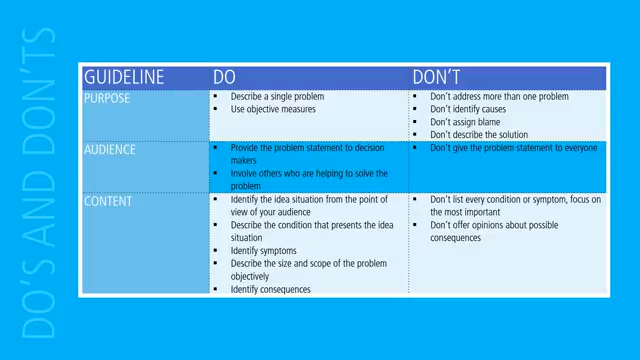 DO'S AND DON'TS
GUIDELINE DO DON'T
PURPOSE
▪ Describe a single problem
▪ Use objective measures
▪ Don't address more than one problem
▪ Don't identify causes
▪ Don't assign blame
▪ Don't describe the solution
AUDIENCE
▪ Provide the problem statement to decision
makers
▪ Involve others who are helping to solve the
problem
▪ Don't give the problem statement to everyone
CONTENT
▪ Identify the idea situation from the point of
view of your audience
▪ Describe the condition that presents the idea
situation
▪ Identify symptoms
▪ Describe the size and scope of the problem
objectively
▪ Identify consequences
▪ Don't list every condition or symptom, focus on
the most important
▪ Don't offer opinions about possible
consequences